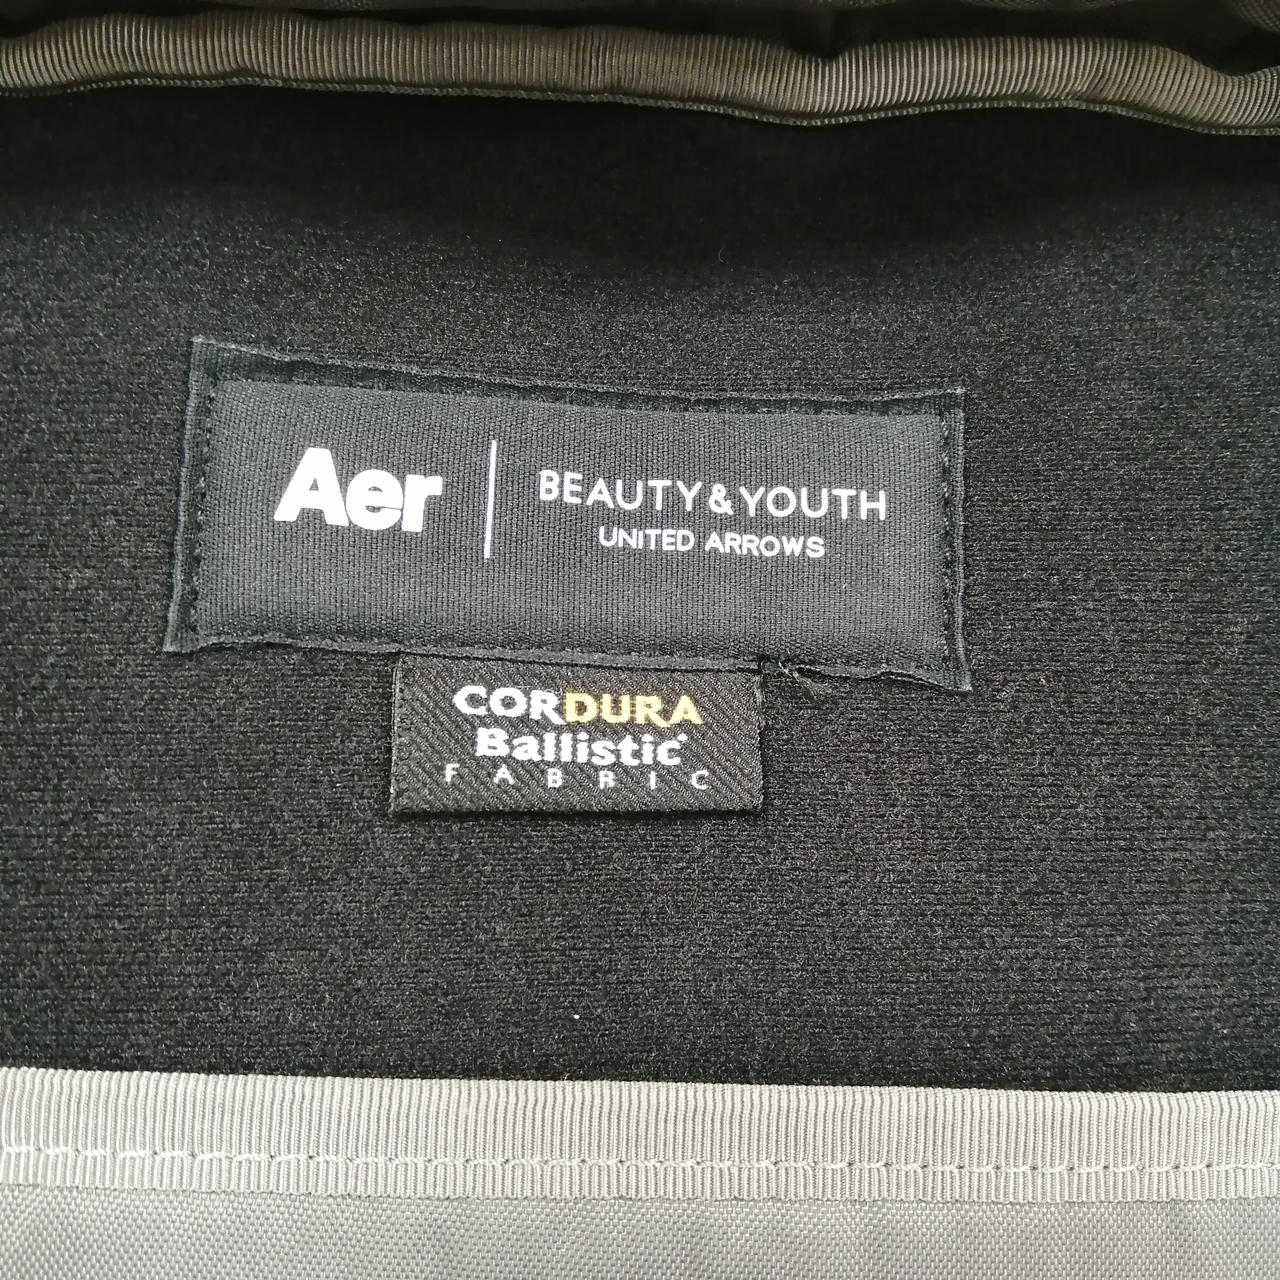 Aer | BEAUTY&YOUTH
UNITED ARROWS
CORDURA
Ballistic®
FABRIC